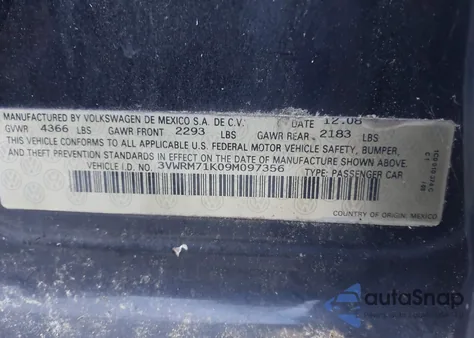 MANUFACTURED BY VOLKSWAGEN DE MEXICO S.A. DE C.V. DATE 12.08
GVWR 4366 LBS GAWR FRONT 2293 LBS GAWR REAR 2183 LBS
THIS VEHICLE CONFORMS TO ALL APPLICABLE U.S. FEDERAL MOTOR VEHICLE SAFETY, BUMPER,
AND THEFT PREVENTION STANDARDS IN EFFECT ON THE DATE OF MANUFACTURE SHOWN ABOVE.
VEHICLE I.D. NO. 3VWRM71K09M097356 TYPE: PASSENGER CAR
COUNTRY OF ORIGIN: MEXICO
autoSnap